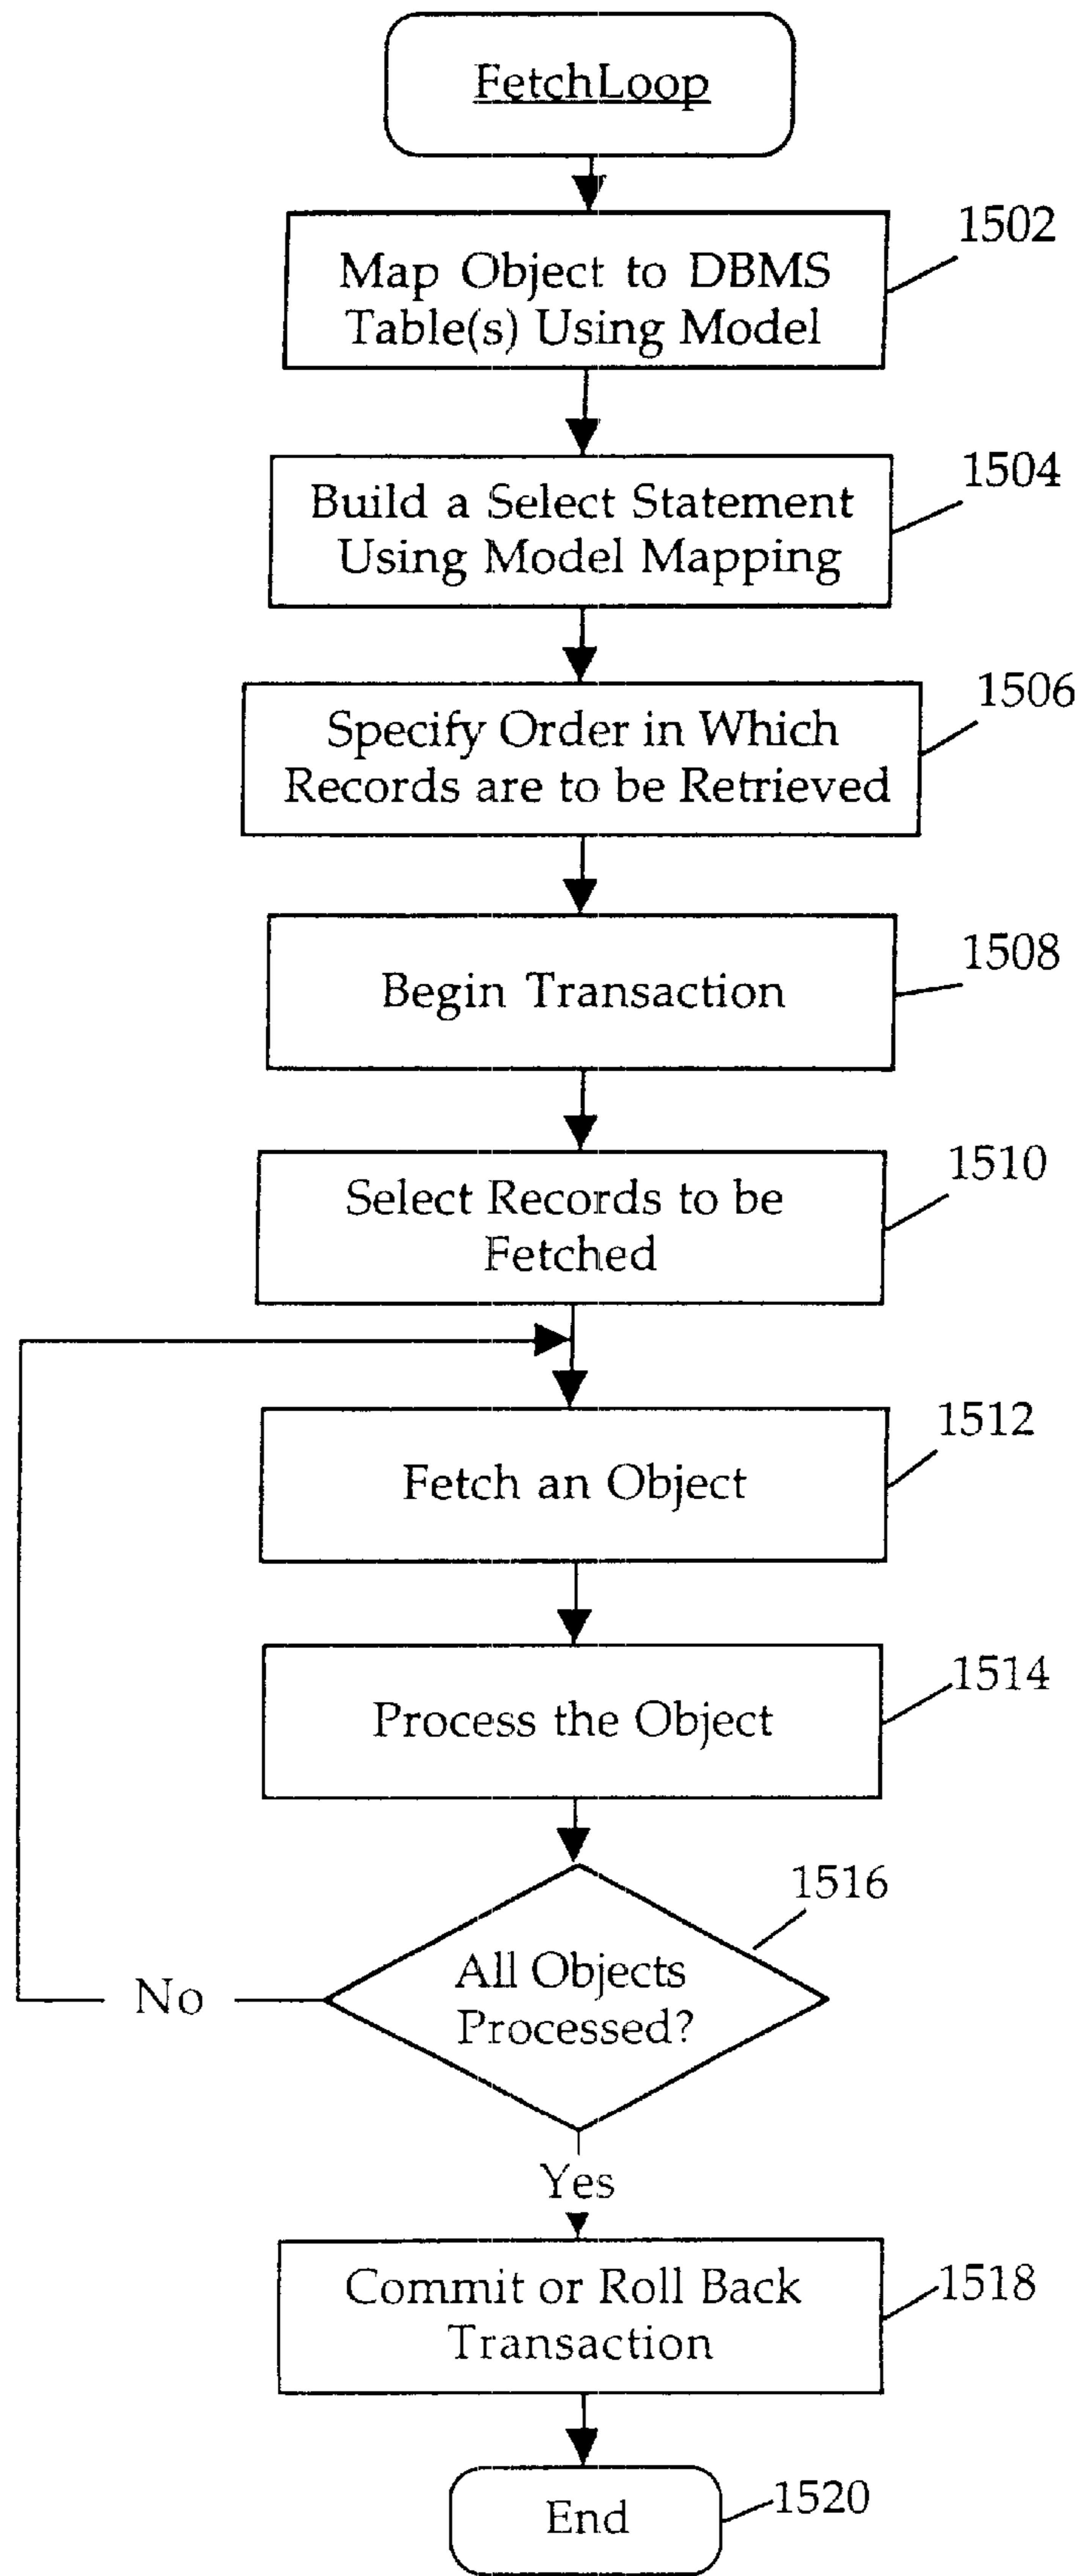 FetchLoop
1502
Map Object to DBMS
Table(s) Using Model
1504
Build a Select Statement
Using Model Mapping
1506
Specify Order in Which
Records are to be Retrieved
1508
Begin Transaction
1510
Select Records to be
Fetched
1512
Fetch an Object
1514
Process the Object
1516
All Objects
Processed?
No
Yes
1518
Commit or Roll Back
Transaction
1520
End